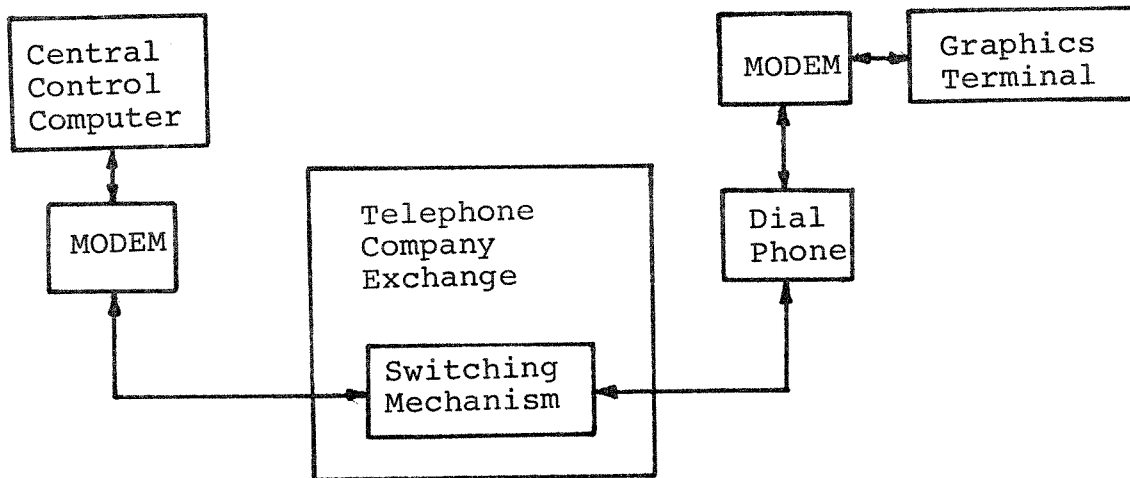 Central
Control
Computer
MODEM
Telephone
Company
Exchange
Switching
Mechanism
MODEM
Graphics
Terminal
Dial
Phone